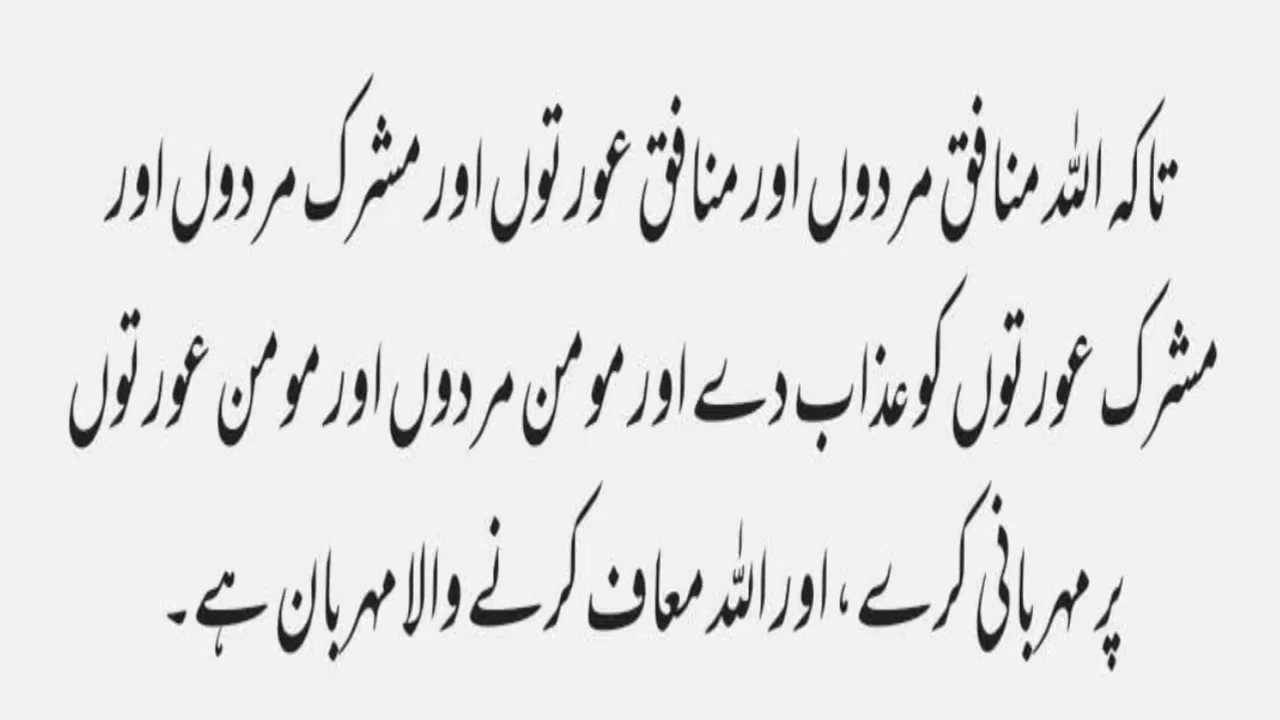 تاکہ اللہ منافق مردوں اور منافق عورتوں اور مشرک مردوں اور
مشرک عورتوں کو عذاب دے اور مومن مردوں اور مومن عورتوں
پر مہربانی کرے ، اور اللہ معاف کرنے والا مہربان ہے ۔